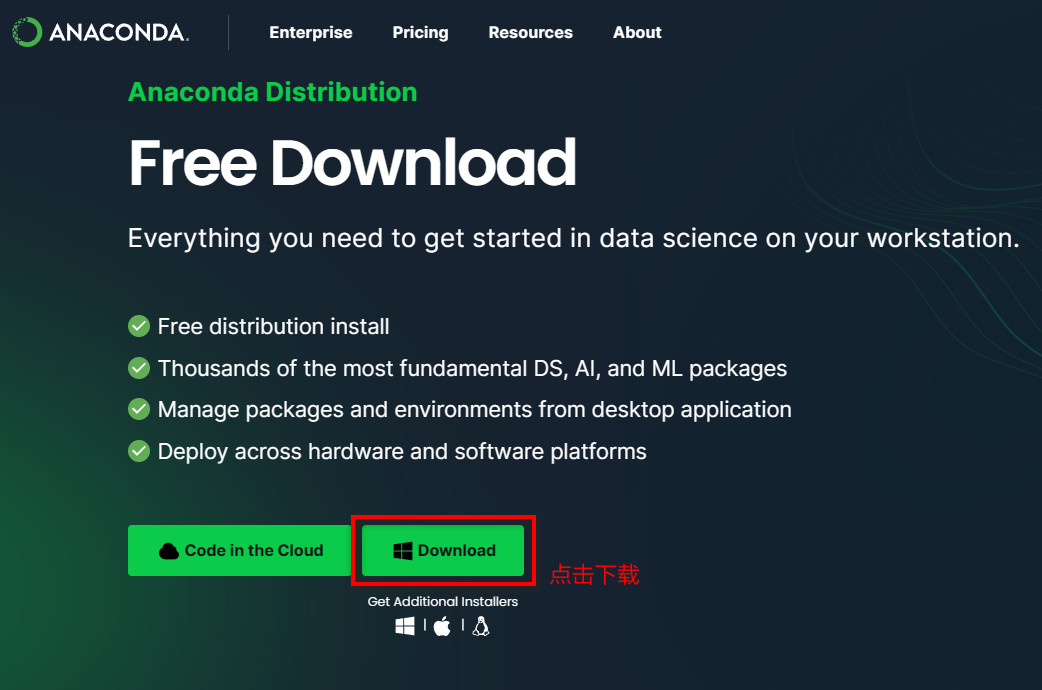 ANACONDA.
Enterprise Pricing Resources About
Anaconda Distribution
Free Download
Everything you need to get started in data science on your workstation.
Free distribution install
Thousands of the most fundamental DS, AI, and ML packages
Manage packages and environments from desktop application
Deploy across hardware and software platforms
Code in the Cloud
Download
点击下载
Get Additional Installers